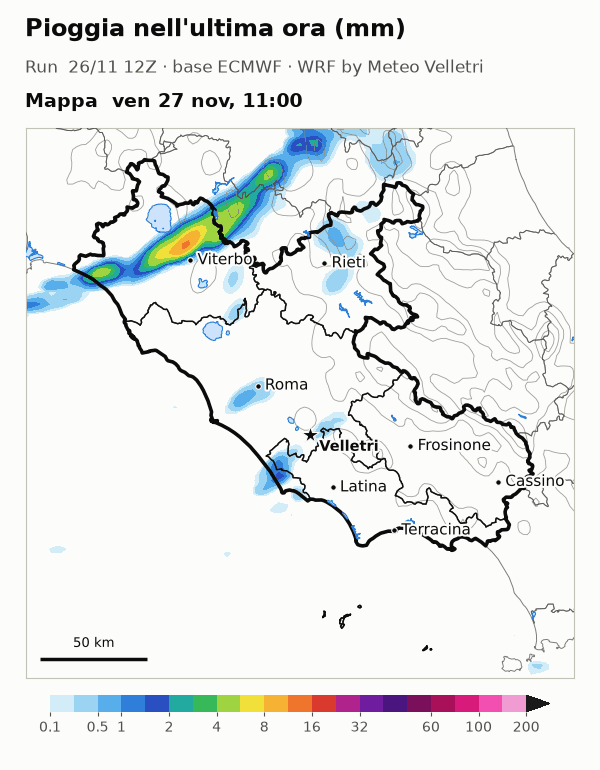 Pioggia nell'ultima ora (mm)
Run  26/11 12Z · base ECMWF · WRF by Meteo Velletri
Mappa  ven 27 nov, 11:00
Viterbo
Rieti
Roma
Velletri
Frosinone
Latina
Cassino
Terracina
50 km
0.1 0.5 1 2 4 8 16 32 60 100 200